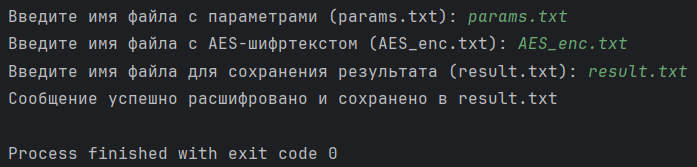 Введите имя файла с параметрами (params.txt): params.txt
Введите имя файла с AES-шифртекстом (AES_enc.txt): AES_enc.txt
Введите имя файла для сохранения результата (result.txt): result.txt
Сообщение успешно расшифровано и сохранено в result.txt
Process finished with exit code 0